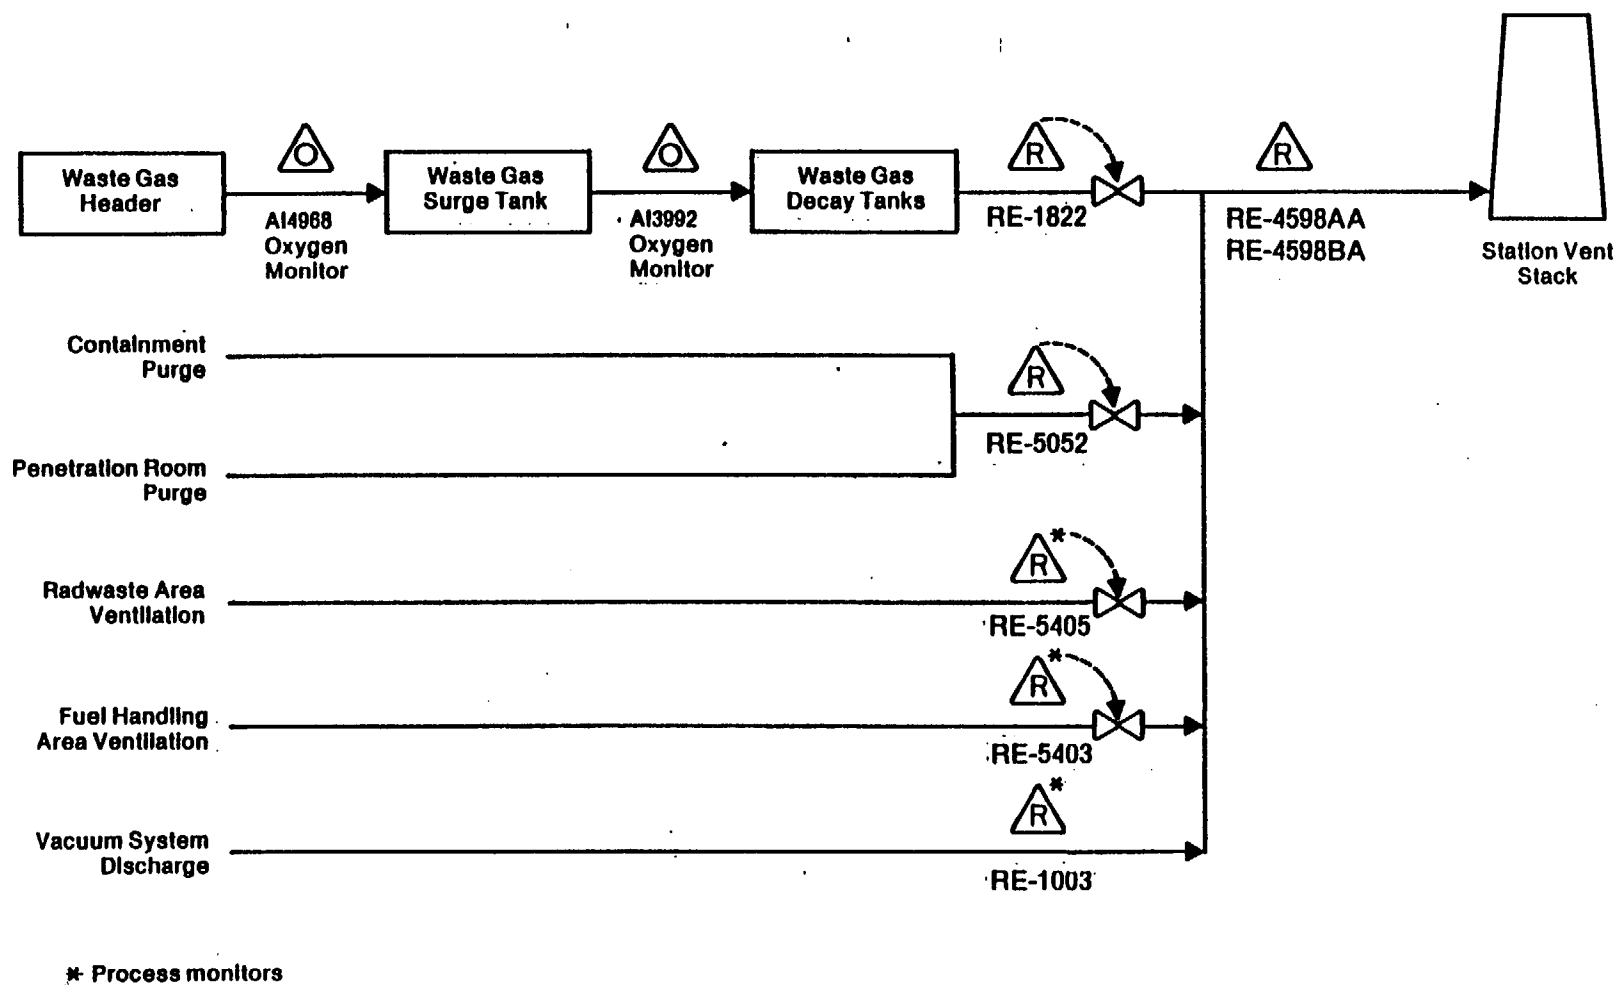 Waste Gas
Header
O
AI4968
Oxygen
Monitor
Waste Gas
Surge Tank
O
AI3992
Oxygen
Monitor
Waste Gas
Decay Tanks
R
RE-1822
R
RE-4598AA
RE-4598BA
Station Vent
Stack
Containment
Purge
R
RE-5052
Penetration Room
Purge
Radwaste Area
Ventilation
R*
RE-5405
Fuel Handling
Area Ventilation
R*
RE-5403
Vacuum System
Discharge
R*
RE-1003
* Process monitors